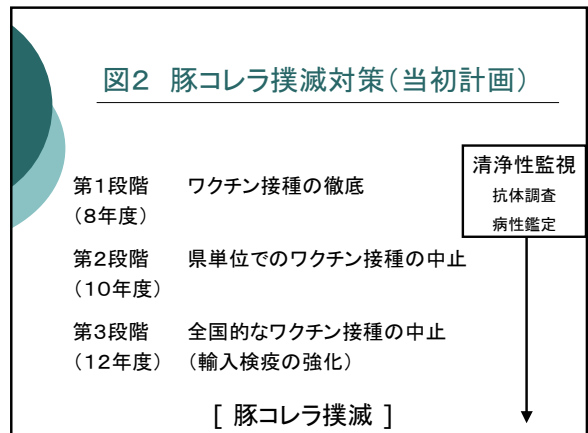 図2 豚コレラ撲滅対策(当初計画)
清浄性監視
抗体調査
病性鑑定
第1段階 ワクチン接種の徹底
(8年度)
第2段階 県単位でのワクチン接種の中止
(10年度)
第3段階 全国的なワクチン接種の中止
(12年度) (輸入検疫の強化)
[ 豚コレラ撲滅 ]